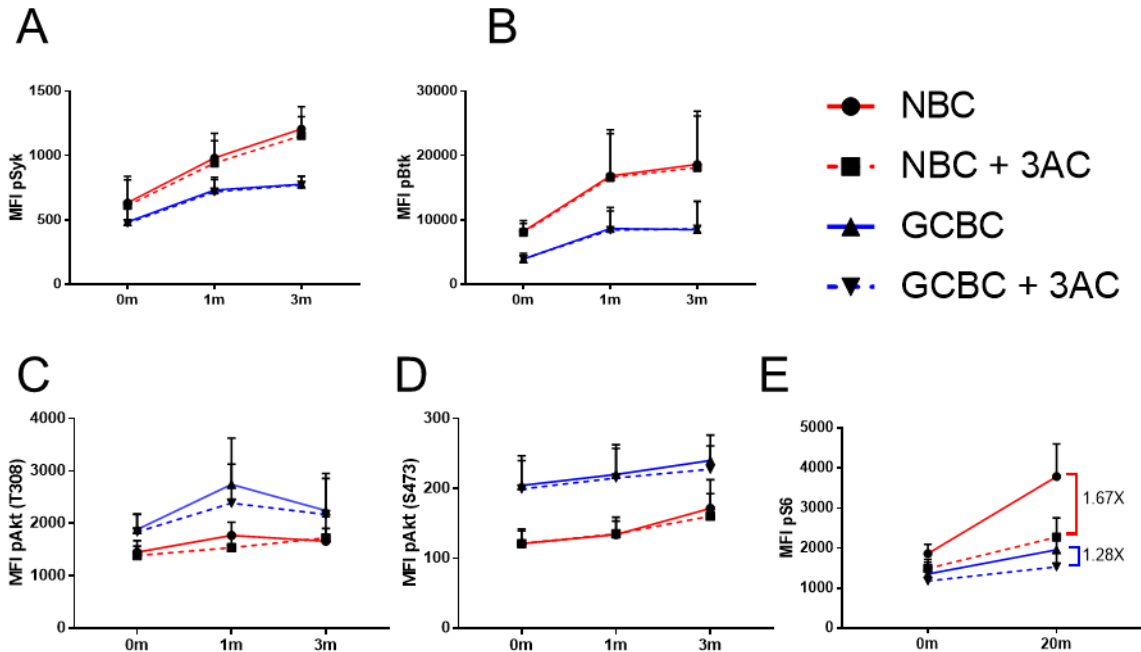 A
MFI pSyk
1500
1000
500
0
0m 1m 3m
B
MFI pBtk
30000
20000
10000
0
0m 1m 3m
NBC
NBC + 3AC
GCBC
GCBC + 3AC
C
MFI pAkt (T308)
4000
3000
2000
1000
0m 1m 3m
D
MFI pAkt (S473)
300
200
100
0
0m 1m 3m
E
MFI pS6
5000
4000
3000
2000
1000
0
0m 20m
1.67X
1.28X